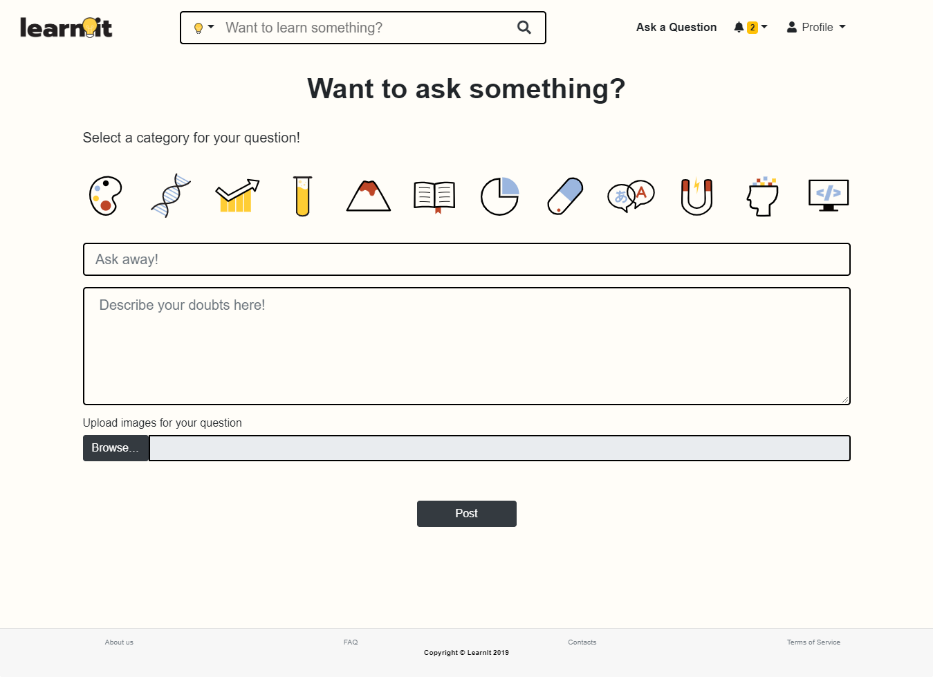 learnit
Want to learn something?
Ask a Question
2
Profile
Want to ask something?
Select a category for your question!
あ A
</>
Ask away!
Describe your doubts here!
Upload images for your question
Browse...
Post
About us
FAQ
Contacts
Terms of Service
Copyright © LearnIt 2019